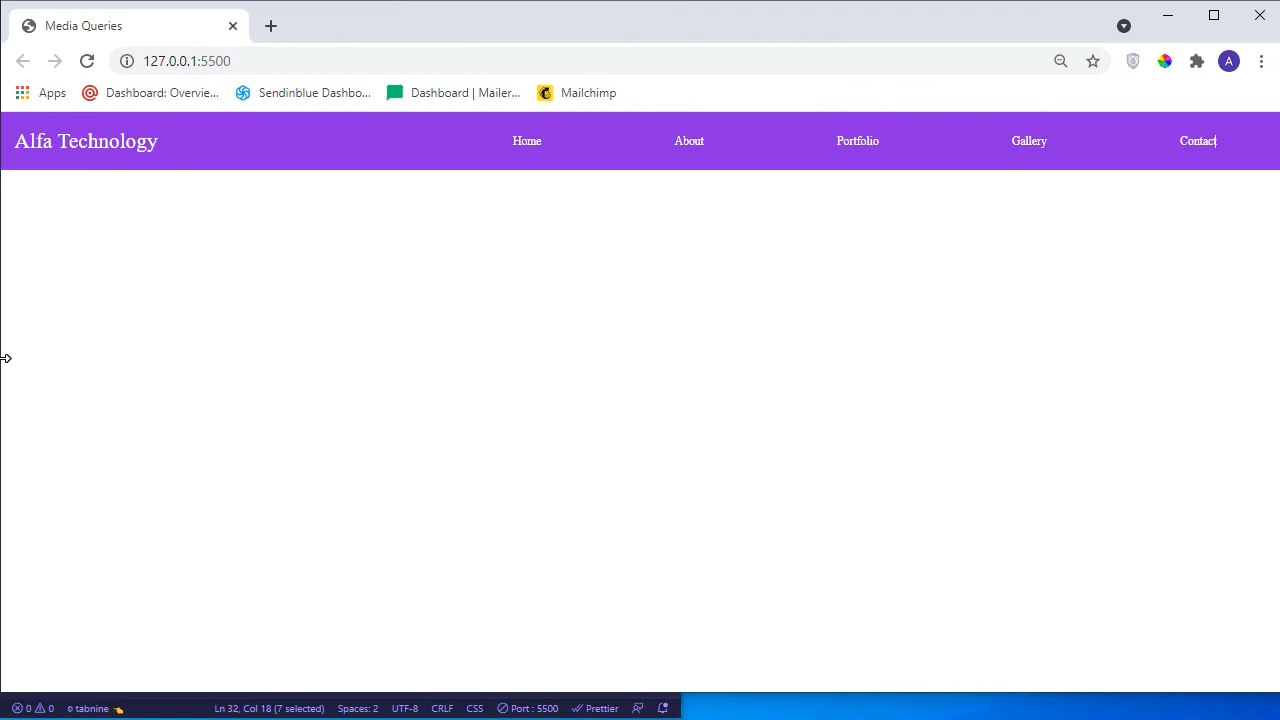 Media Queries
127.0.0.1:5500
A
Apps Dashboard: Overvie... Sendinblue Dashbo... Dashboard | Mailer... Mailchimp
Alfa Technology Home About Portfolio Gallery Contact
0 0 tabnine Ln 32, Col 18 (7 selected) Spaces: 2 UTF-8 CRLF CSS Port : 5500 Prettier